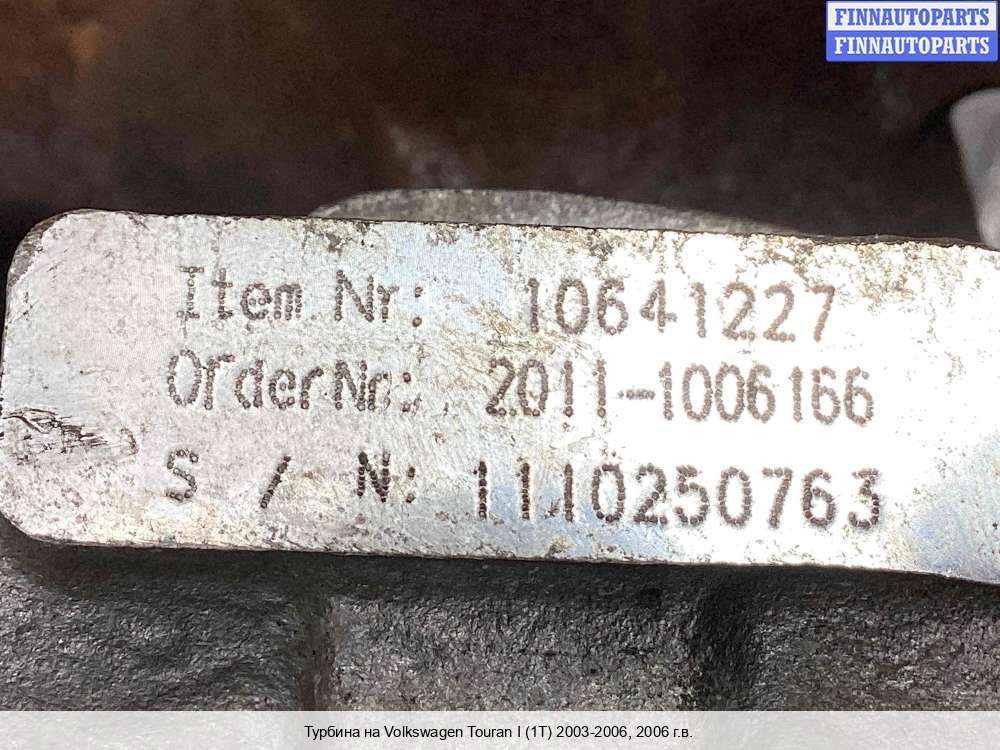 FINNAUTOPARTS
FINNAUTOPARTS
Item Nr: 10641227
OrderNr: 2011-1006166
S / N: 1110250763
Турбина на Volkswagen Touran I (1T) 2003-2006, 2006 г.в.